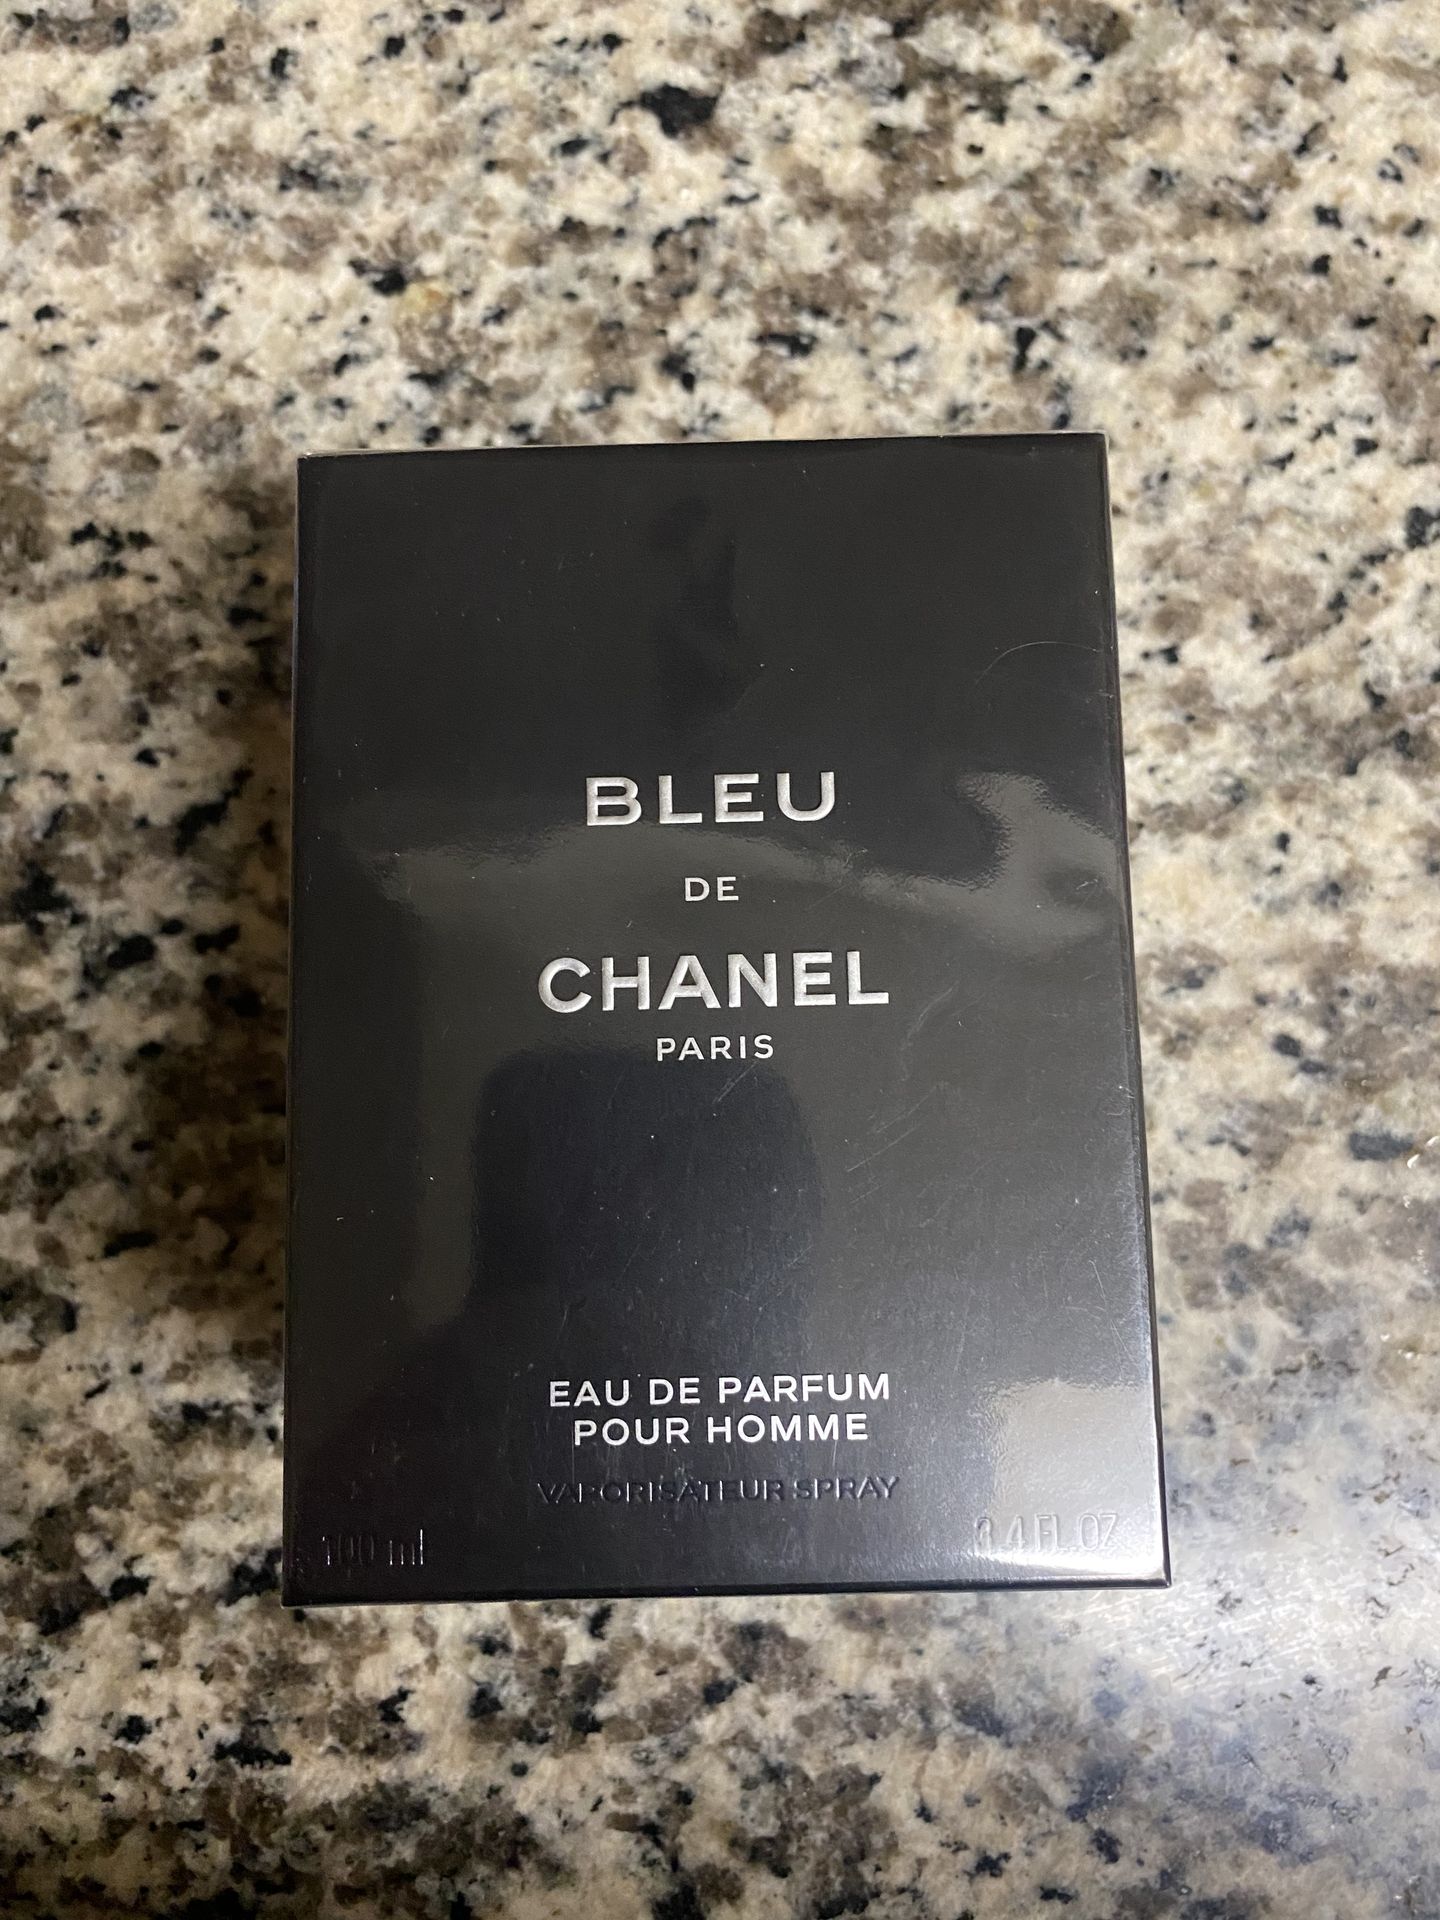 BLEU
DE
CHANEL
PARIS
EAU DE PARFUM
POUR HOMME
VAPORISATEUR SPRAY
100 ml 3.4 FL.OZ